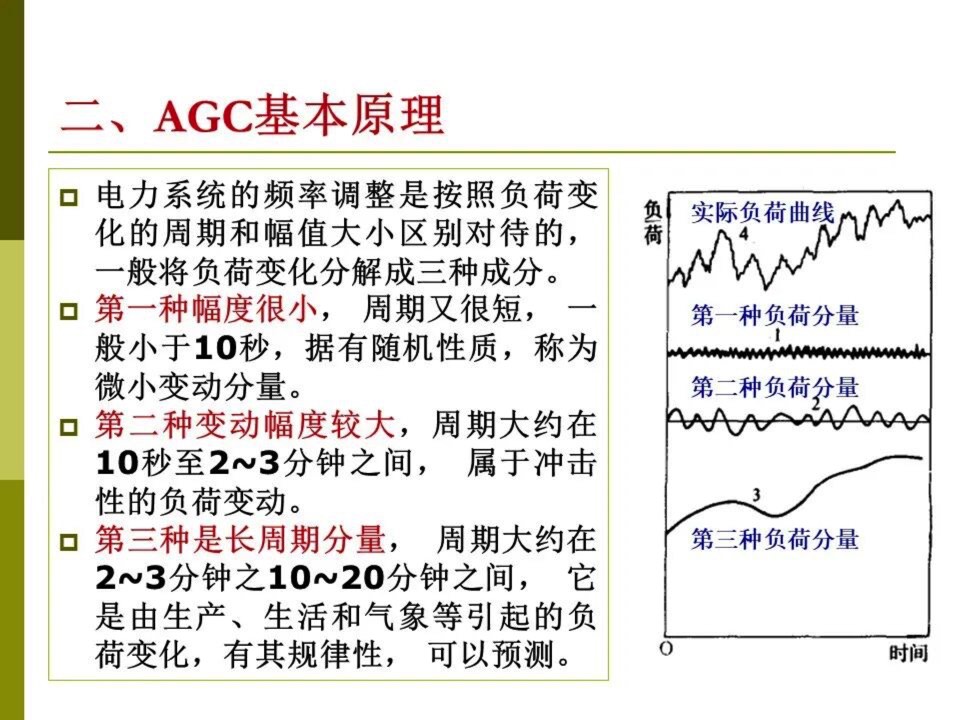 二、AGC基本原理
电力系统的频率调整是按照负荷变
化的周期和幅值大小区别对待的，
一般将负荷变化分解成三种成分。
第一种幅度很小， 周期又很短， 一
般小于10秒，据有随机性质，称为
微小变动分量。
第二种变动幅度较大，周期大约在
10秒至2~3分钟之间， 属于冲击
性的负荷变动。
第三种是长周期分量， 周期大约在
2~3分钟之10~20分钟之间， 它
是由生产、生活和气象等引起的负
荷变化，有其规律性， 可以预测。
负荷
实际负荷曲线
4
第一种负荷分量
1
第二种负荷分量
2
3
第三种负荷分量
O
时间